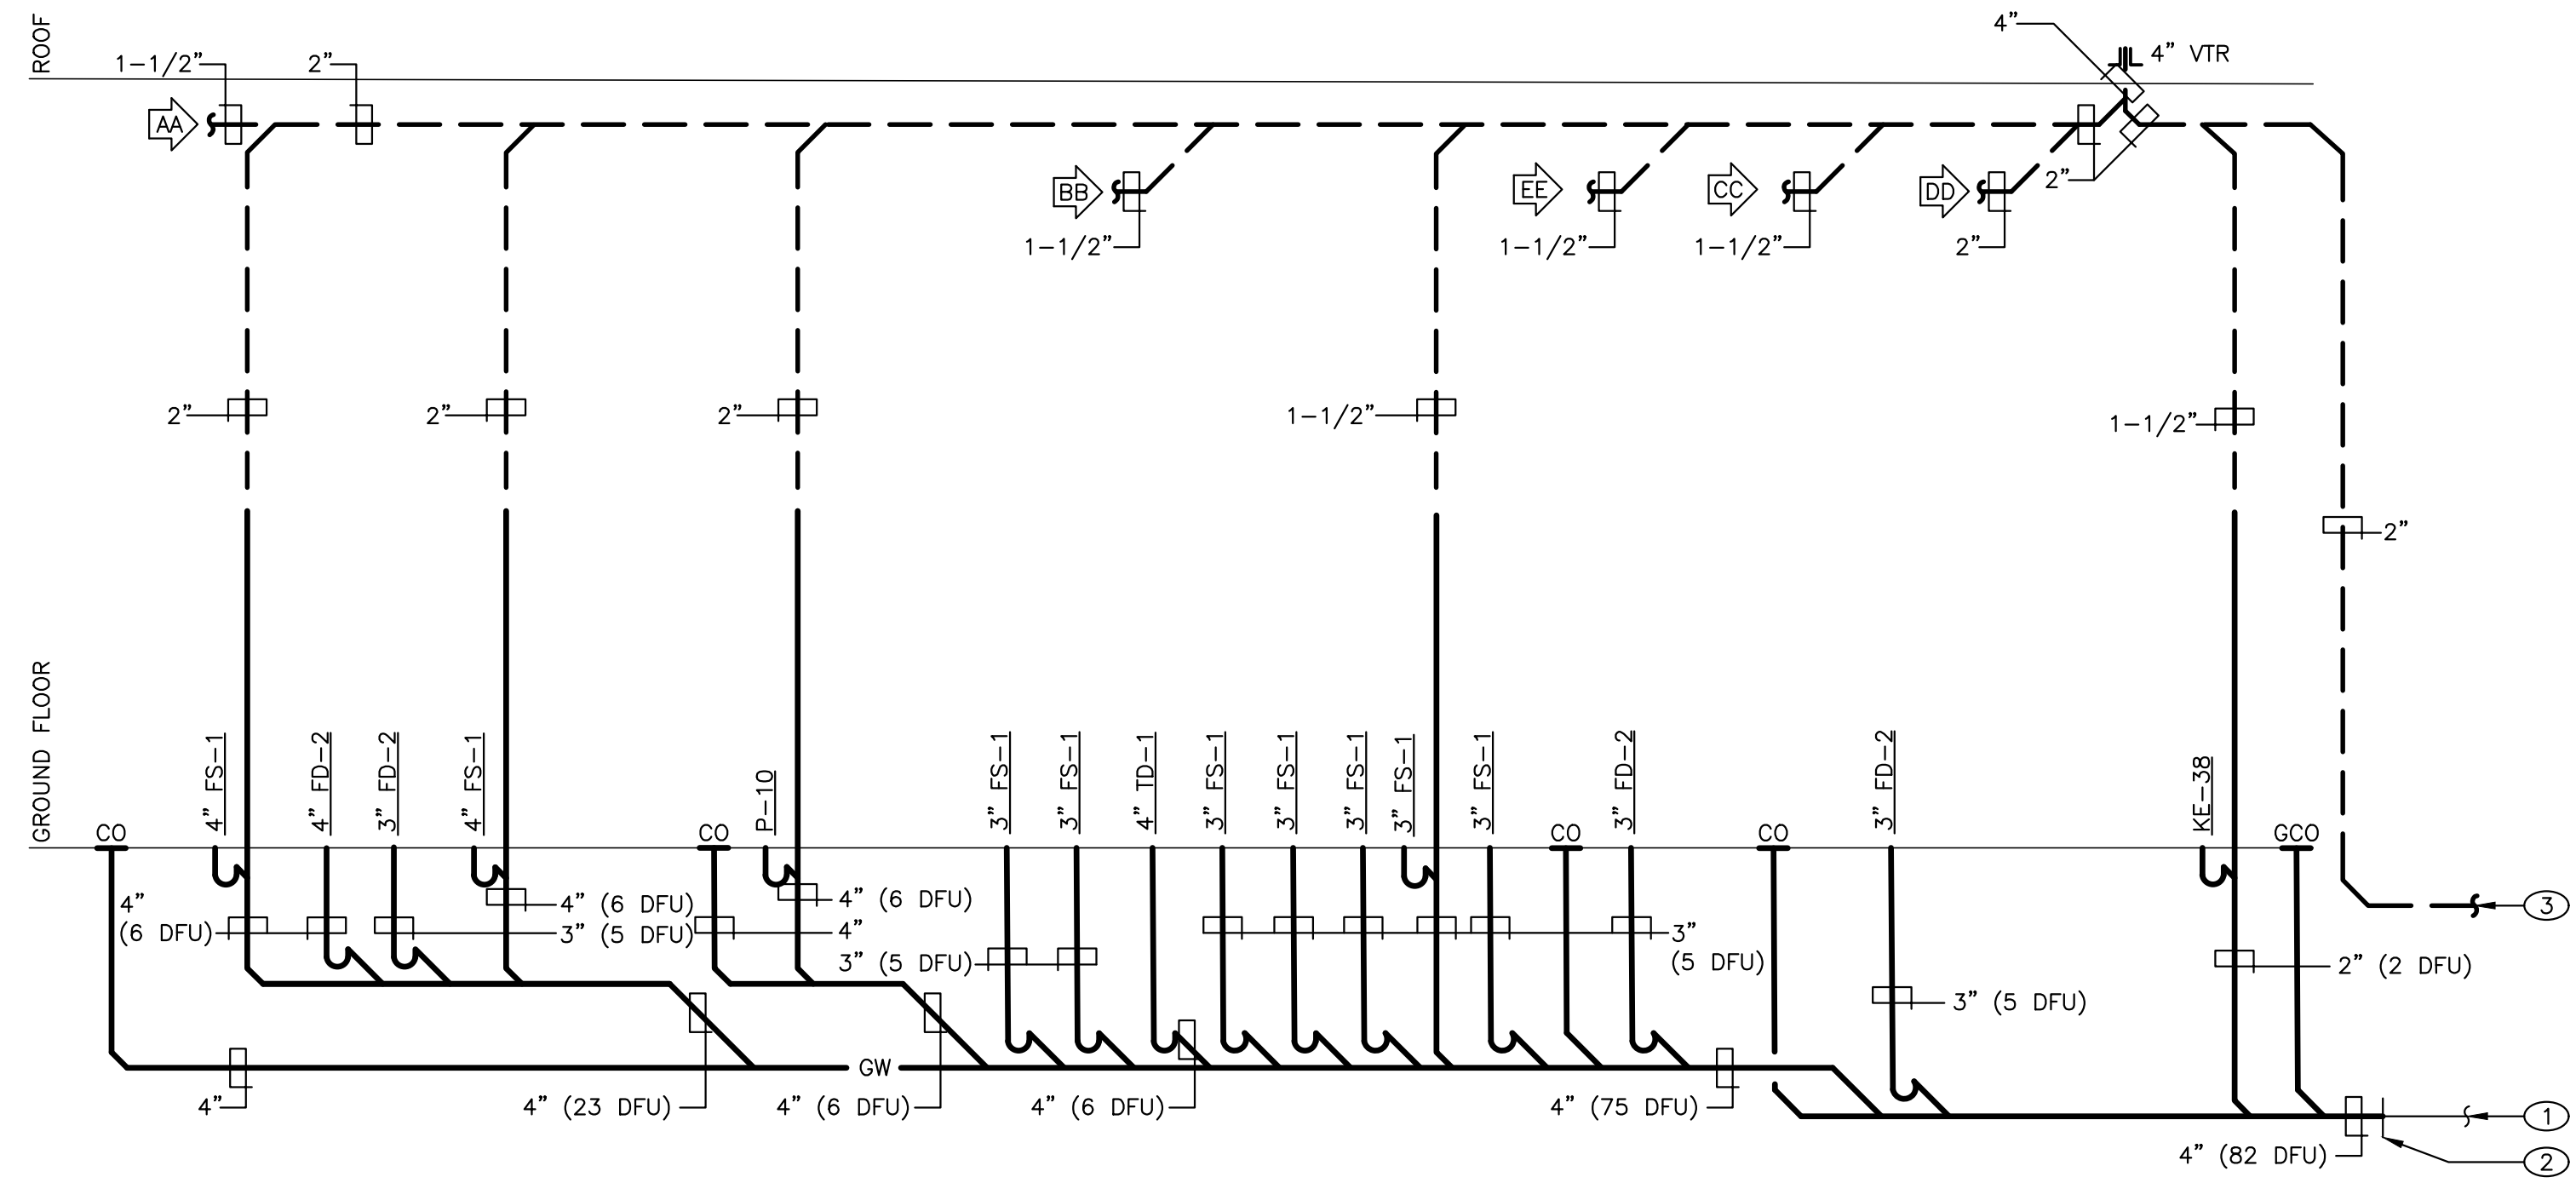 ROOF
1-1/2"
2"
4"
4" VTR
AA
BB
EE
CC
DD
2"
1-1/2"
1-1/2"
1-1/2"
2"
2"
2"
2"
1-1/2"
1-1/2"
2"
GROUND FLOOR
CO
4" FS-1
4" FD-2
3" FD-2
4" FS-1
CO
P-10
3" FS-1
3" FS-1
4" TD-1
3" FS-1
3" FS-1
3" FS-1
3" FS-1
3" FS-1
CO
3" FD-2
CO
3" FD-2
KE-38
GCO
4"
(6 DFU)
4" (6 DFU)
3" (5 DFU)
4" (6 DFU)
4"
3" (5 DFU)
3"
(5 DFU)
3" (5 DFU)
2" (2 DFU)
3
GW
4"
4" (23 DFU)
4" (6 DFU)
4" (6 DFU)
4" (75 DFU)
4" (82 DFU)
1
2